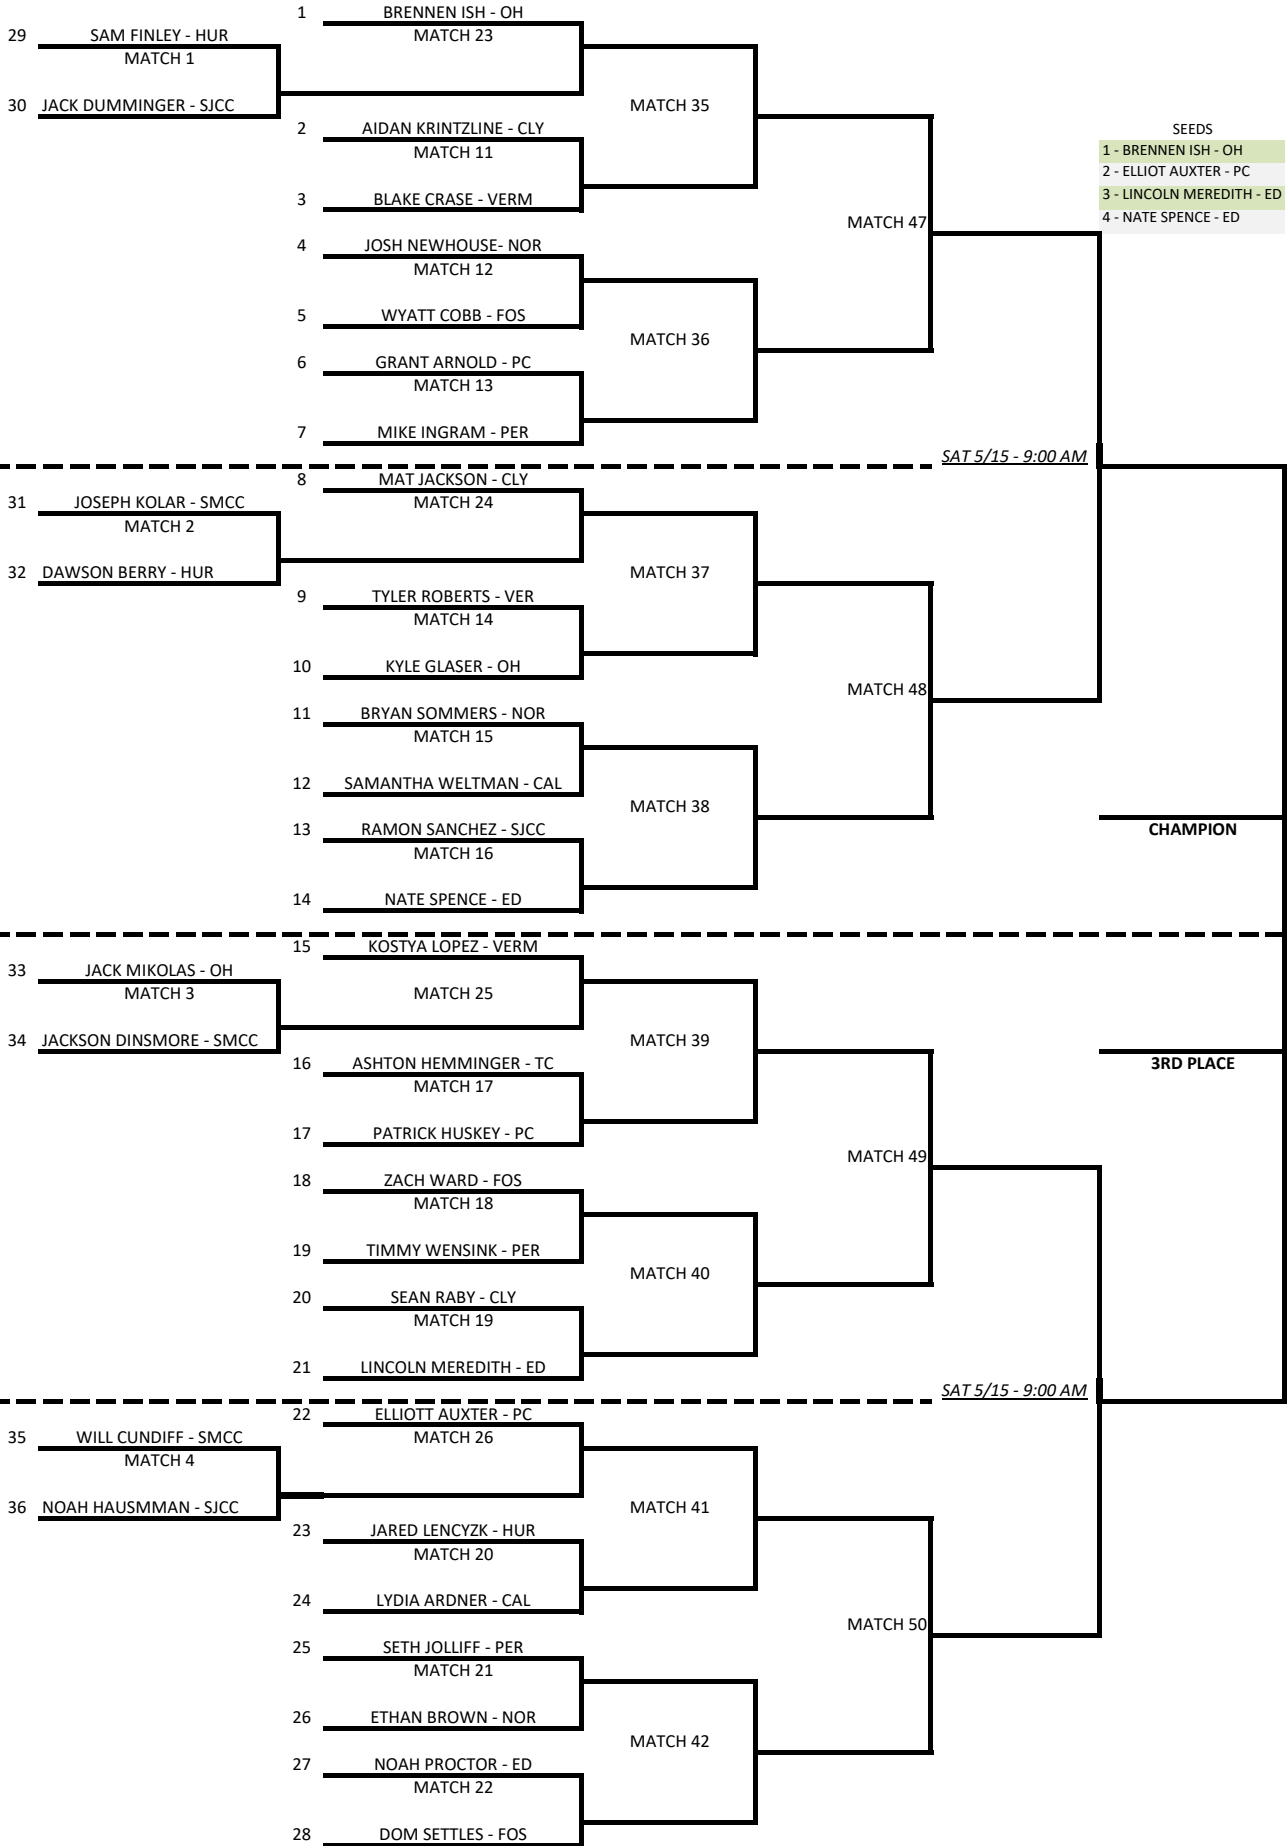 1 BRENNEN ISH - OH
29 SAM FINLEY - HUR MATCH 23
MATCH 1
30 JACK DUMMINGER - SJCC MATCH 35
2 AIDAN KRINTZLINE - CLY SEEDS
MATCH 11 1 - BRENNEN ISH - OH
2 - ELLIOT AUXTER - PC
3 BLAKE CRASE - VERM 3 - LINCOLN MEREDITH - ED
MATCH 47 4 - NATE SPENCE - ED
4 JOSH NEWHOUSE- NOR
MATCH 12
5 WYATT COBB - FOS
MATCH 36
6 GRANT ARNOLD - PC
MATCH 13
7 MIKE INGRAM - PER
SAT 5/15 - 9:00 AM
8 MAT JACKSON - CLY
31 JOSEPH KOLAR - SMCC MATCH 24
MATCH 2
32 DAWSON BERRY - HUR MATCH 37
9 TYLER ROBERTS - VER
MATCH 14
10 KYLE GLASER - OH
MATCH 48
11 BRYAN SOMMERS - NOR
MATCH 15
12 SAMANTHA WELTMAN - CAL
MATCH 38
13 RAMON SANCHEZ - SJCC CHAMPION
MATCH 16
14 NATE SPENCE - ED
15 KOSTYA LOPEZ - VERM
33 JACK MIKOLAS - OH
MATCH 3 MATCH 25
34 JACKSON DINSMORE - SMCC MATCH 39
16 ASHTON HEMMINGER - TC 3RD PLACE
MATCH 17
17 PATRICK HUSKEY - PC
MATCH 49
18 ZACH WARD - FOS
MATCH 18
19 TIMMY WENSINK - PER
MATCH 40
20 SEAN RABY - CLY
MATCH 19
21 LINCOLN MEREDITH - ED
SAT 5/15 - 9:00 AM
22 ELLIOTT AUXTER - PC
35 WILL CUNDIFF - SMCC MATCH 26
MATCH 4
36 NOAH HAUSMMAN - SJCC MATCH 41
23 JARED LENCYZK - HUR
MATCH 20
24 LYDIA ARDNER - CAL
MATCH 50
25 SETH JOLLIFF - PER
MATCH 21
26 ETHAN BROWN - NOR
MATCH 42
27 NOAH PROCTOR - ED
MATCH 22
28 DOM SETTLES - FOS